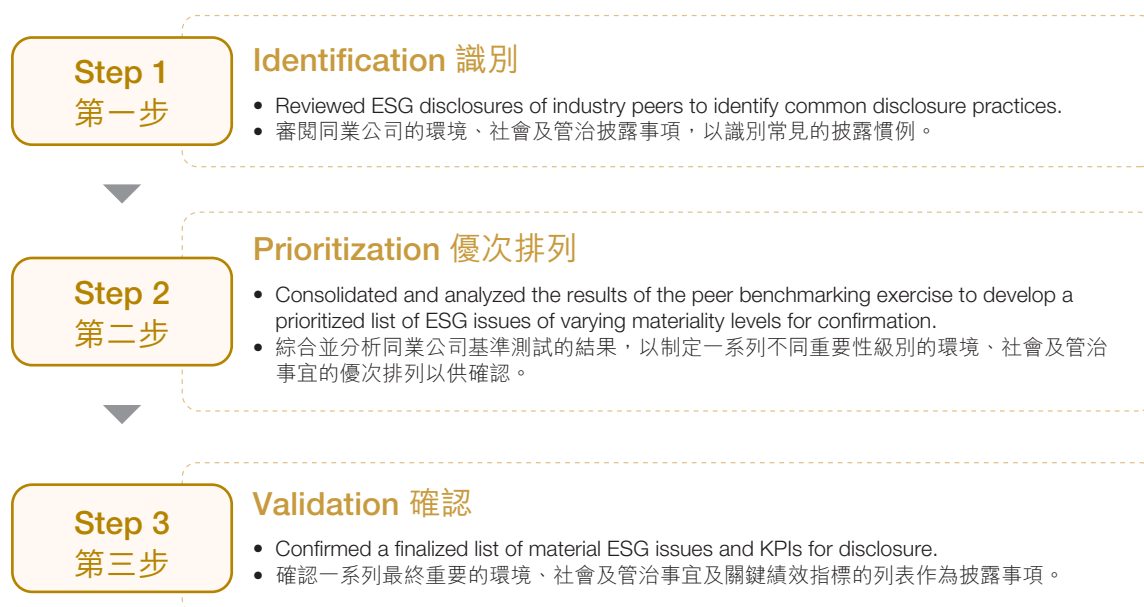 Step 1
第一步
Identification 識別
• Reviewed ESG disclosures of industry peers to identify common disclosure practices.
• 審閱同業公司的環境、社會及管治披露事項，以識別常見的披露慣例。
Step 2
第二步
Prioritization 優次排列
• Consolidated and analyzed the results of the peer benchmarking exercise to develop a
prioritized list of ESG issues of varying materiality levels for confirmation.
• 綜合並分析同業公司基準測試的結果，以制定一系列不同重要性級別的環境、社會及管治
事宜的優次排列以供確認。
Step 3
第三步
Validation 確認
• Confirmed a finalized list of material ESG issues and KPIs for disclosure.
• 確認一系列最終重要的環境、社會及管治事宜及關鍵績效指標的列表作為披露事項。